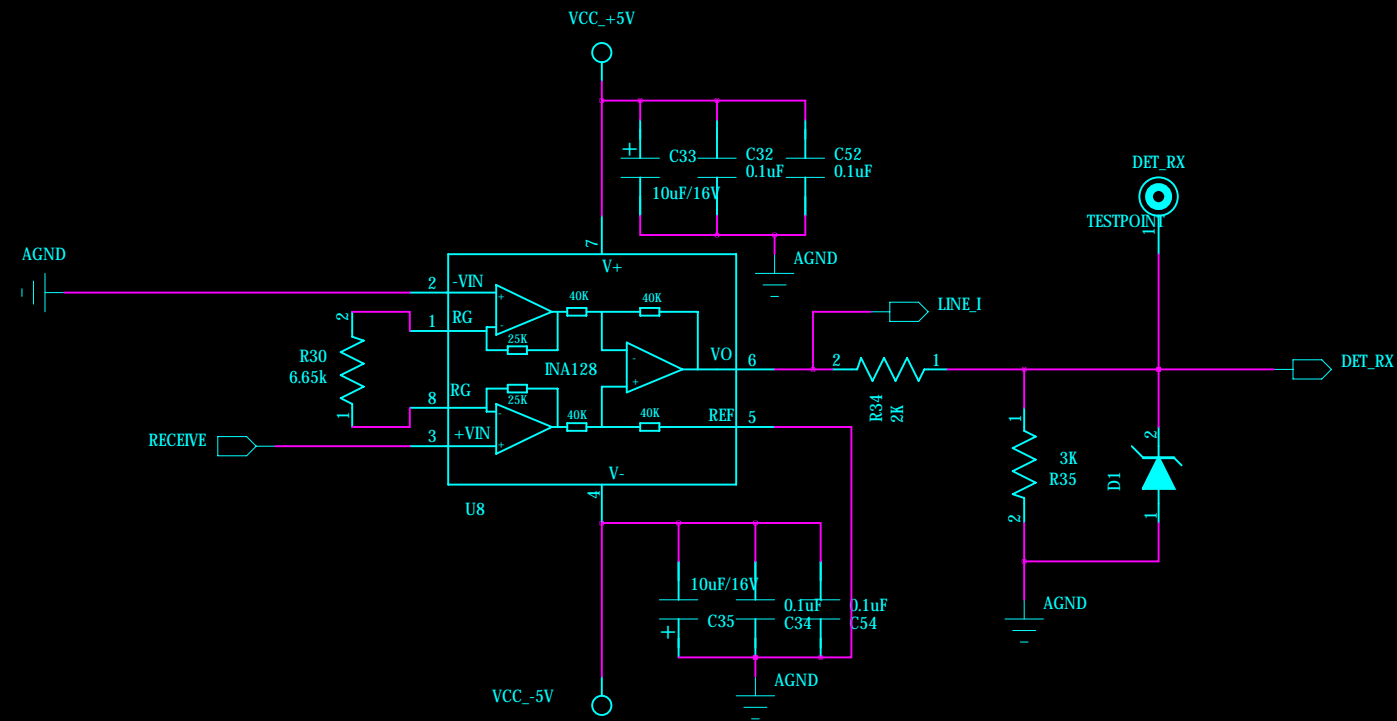 VCC_+5V
+
C33
10uF/16V
C32
0.1uF
C52
0.1uF
DET_RX
TESTPOINT
1
AGND
7
V+
AGND
2
-VIN
40K
40K
LINE_I
2
1
RG
+
-
25K
R30
6.65k
INA128
-
+
VO
6
2
1
DET_RX
R34
2K
1
8
RG
25K
-
+
40K
40K
REF
5
RECEIVE
3
+VIN
V-
4
U8
1
3K
R35
2
2
D1
1
10uF/16V
C35
+
0.1uF
C34
0.1uF
C54
AGND
AGND
VCC_-5V